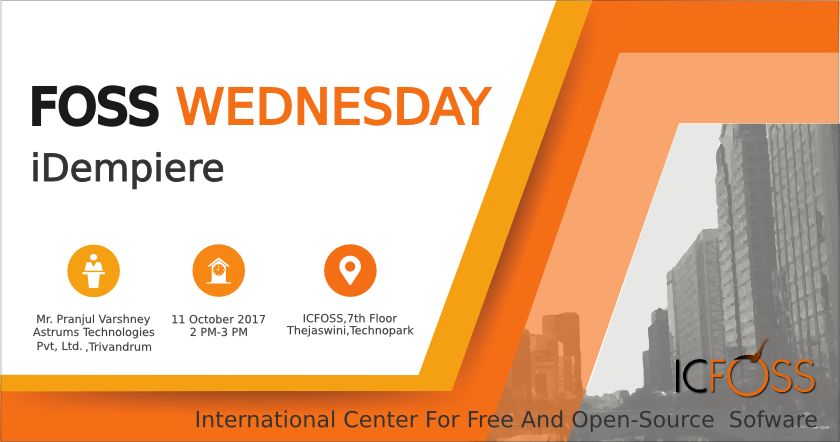 FOSS WEDNESDAY
iDempiere
Mr. Pranjul Varshney
Astrums Technologies
Pvt, Ltd. ,Trivandrum
11 October 2017
2 PM-3 PM
ICFOSS,7th Floor
Thejaswini,Technopark
ICFOSS
International Center For Free And Open-Source Sofware